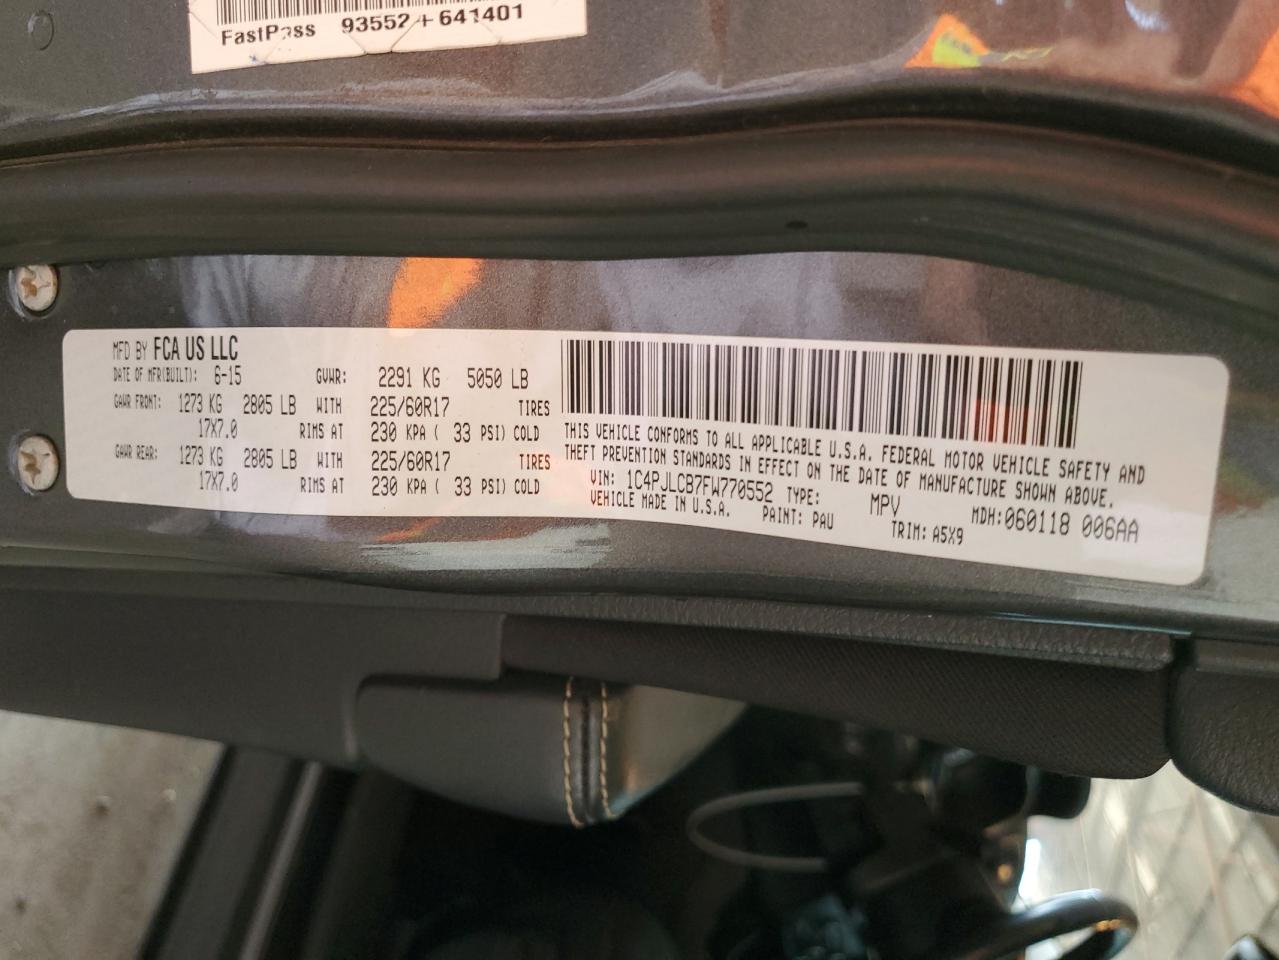 FastPass 93552+641401
MFD BY FCA US LLC
DATE OF MFR(BUILT): 6-15 GVWR: 2291 KG 5050 LB
GAWR FRONT: 1273 KG 2805 LB WITH 225/60R17 TIRES
17X7.0 RIMS AT 230 KPA ( 33 PSI) COLD
GAWR REAR: 1273 KG 2805 LB WITH 225/60R17 TIRES
17X7.0 RIMS AT 230 KPA ( 33 PSI) COLD
THIS VEHICLE CONFORMS TO ALL APPLICABLE U.S.A. FEDERAL MOTOR VEHICLE SAFETY AND
THEFT PREVENTION STANDARDS IN EFFECT ON THE DATE OF MANUFACTURE SHOWN ABOVE.
VIN: 1C4PJLCB7FW770552 TYPE: MPV MDH:060118 006AA
VEHICLE MADE IN U.S.A. PAINT: PAU TRIM: A5X9